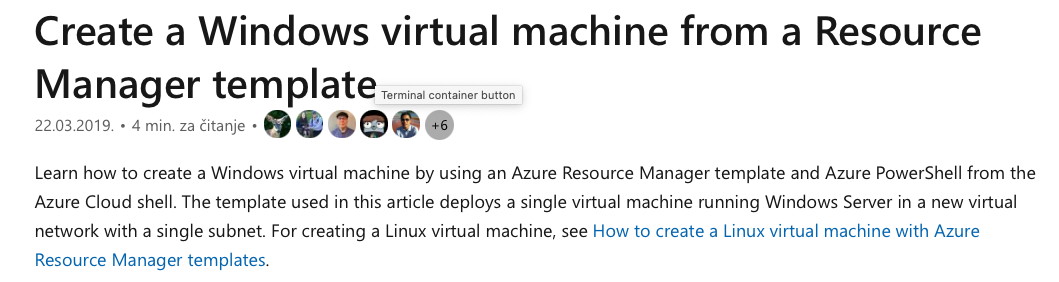 Create a Windows virtual machine from a Resource
Manager template
Terminal container button
22.03.2019. • 4 min. za čitanje • +6
Learn how to create a Windows virtual machine by using an Azure Resource Manager template and Azure PowerShell from the
Azure Cloud shell. The template used in this article deploys a single virtual machine running Windows Server in a new virtual
network with a single subnet. For creating a Linux virtual machine, see How to create a Linux virtual machine with Azure
Resource Manager templates.